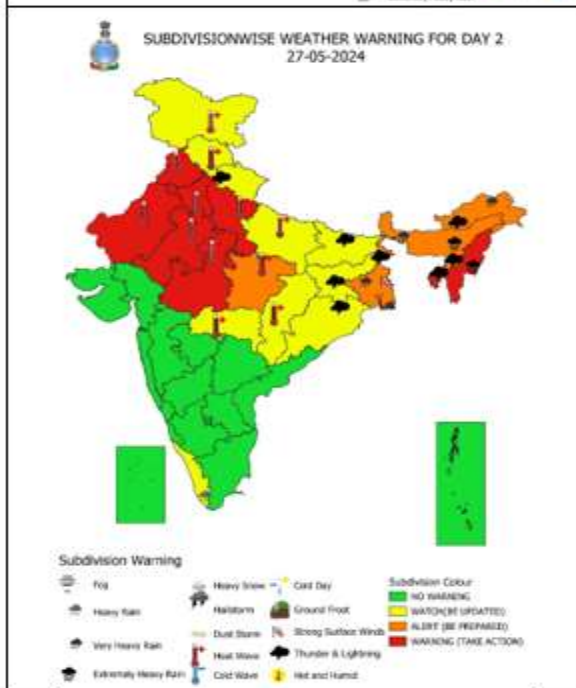 SUBDIVISIONWISE WEATHER WARNING FOR DAY 2
27-05-2024
Subdivision Warning
Fog
Heavy Rain
Very Heavy Rain
Extremely Heavy Rain
Heavy Snow
Hailstorm
Dust Storm
Heat Wave
Cold Wave
Cold Day
Ground Frost
Strong Surface Winds
Thunder & Lightning
Hot and Humid
Subdivision Colour
NO WARNING
WATCH(BE UPDATED)
ALERT (BE PREPARED)
WARNING (TAKE ACTION)